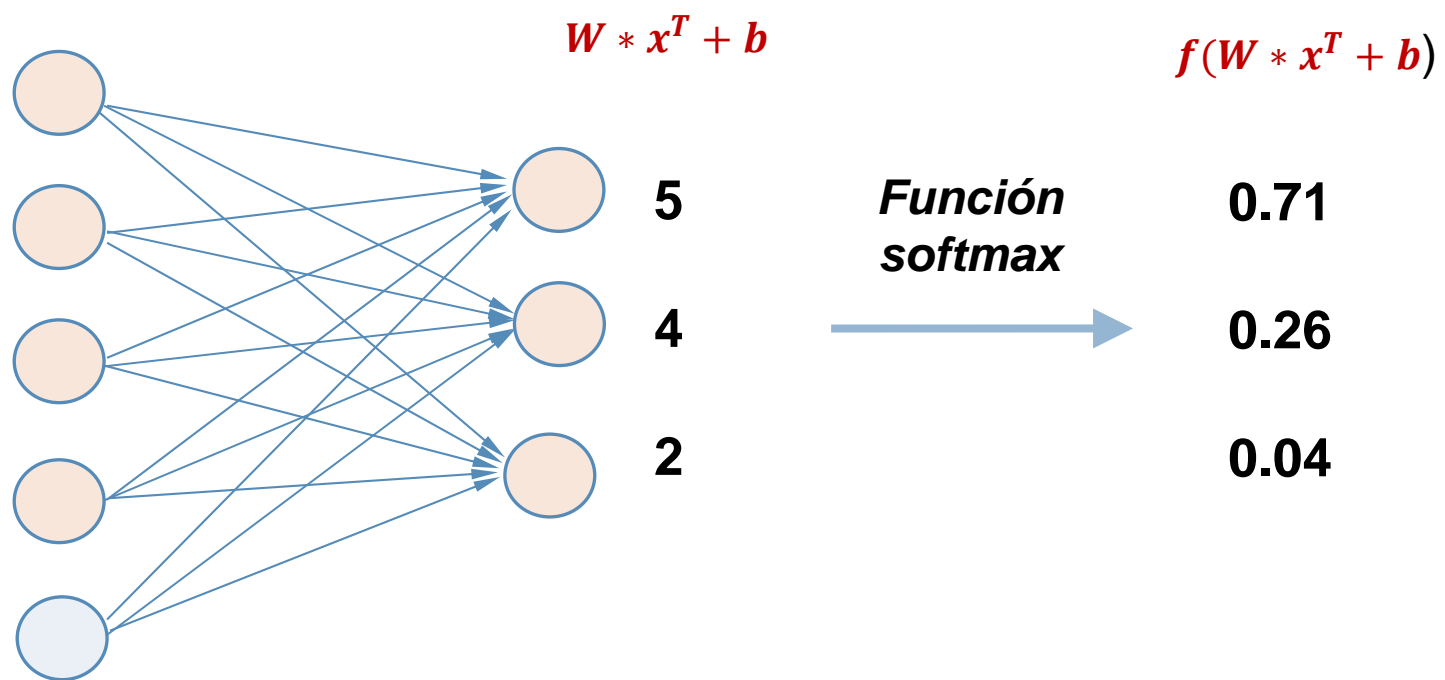 W * x^T + b
f(W * x^T + b)
5
Función
softmax
0.71
4
0.26
2
0.04